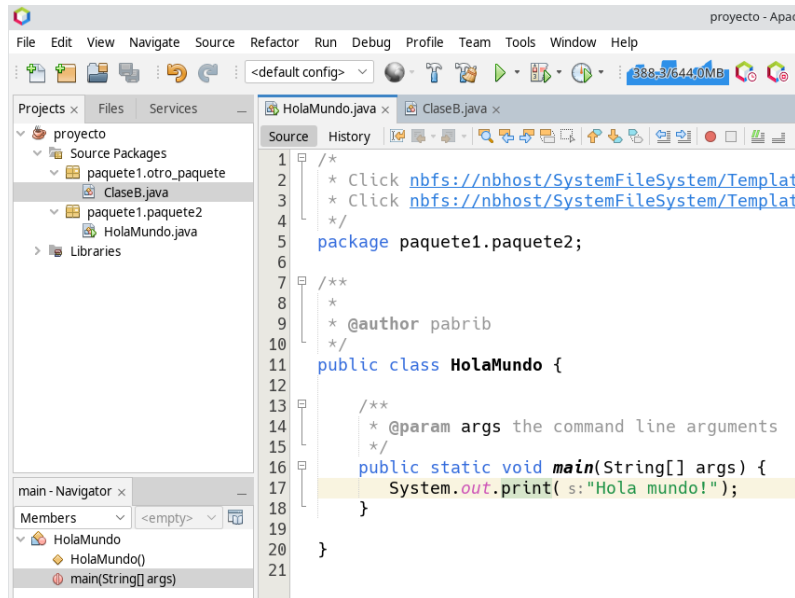 proyecto - Apac
File Edit View Navigate Source Refactor Run Debug Profile Team Tools Window Help
<default config> 388,3/644,0MB
Projects × Files Services
proyecto
Source Packages
paquete1.otro_paquete
ClaseB.java
paquete1.paquete2
HolaMundo.java
Libraries
main - Navigator ×
Members <empty>
HolaMundo
HolaMundo()
main(String[] args)
HolaMundo.java × ClaseB.java ×
Source History
1 /*
2 * Click nbfs://nbhost/SystemFileSystem/Templat
3 * Click nbfs://nbhost/SystemFileSystem/Templat
4 */
5 package paquete1.paquete2;
6
7 /**
8 *
9 * @author pabrib
10 */
11 public class HolaMundo {
12
13 /**
14 * @param args the command line arguments
15 */
16 public static void main(String[] args) {
17 System.out.print( s:"Hola mundo!");
18 }
19
20 }
21